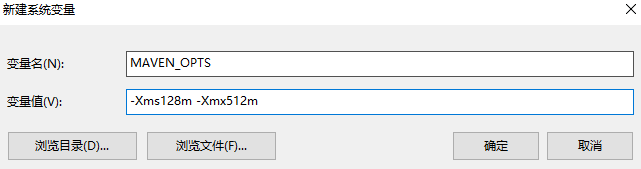 新建系统变量
变量名(N): MAVEN_OPTS
变量值(V): -Xms128m -Xmx512m
浏览目录(D)... 浏览文件(F)... 确定 取消